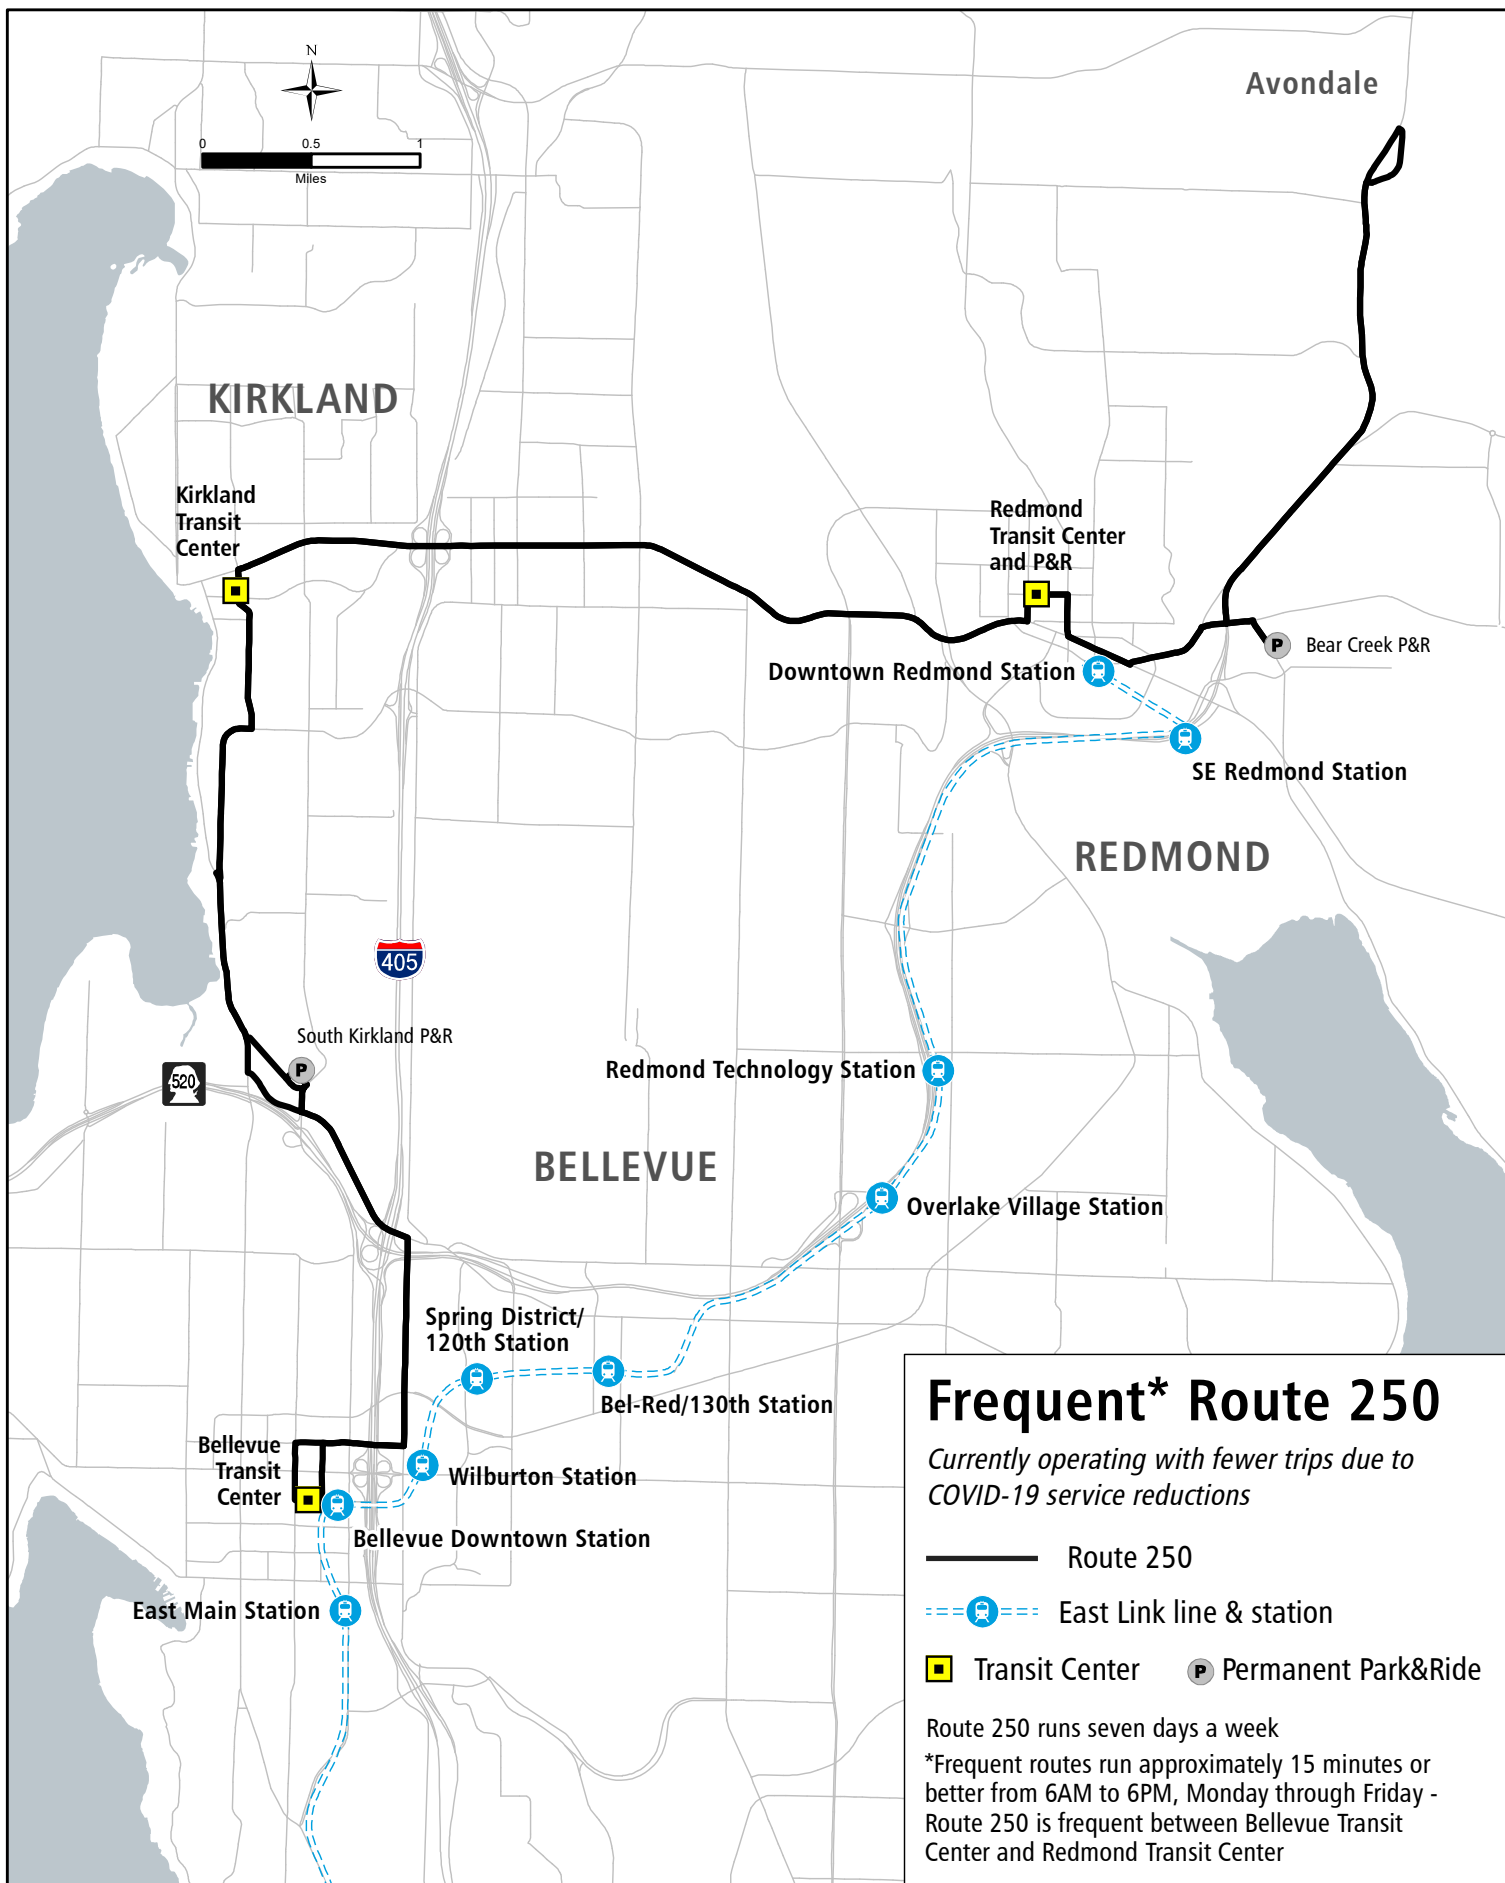 N
Avondale
0 0.5 1
Miles
KIRKLAND
Kirkland
Transit
Center
Redmond
Transit Center
and P&R
P
Bear Creek P&R
Downtown Redmond Station
SE Redmond Station
REDMOND
405
South Kirkland P&R
P
520
Redmond Technology Station
BELLEVUE
Overlake Village Station
Spring District/
120th Station
Bel-Red/130th Station
Bellevue
Transit
Center
Wilburton Station
Bellevue Downtown Station
East Main Station
Frequent* Route 250
Currently operating with fewer trips due to
COVID-19 service reductions
Route 250
East Link line & station
Transit Center
P Permanent Park&Ride
Route 250 runs seven days a week
*Frequent routes run approximately 15 minutes or
better from 6AM to 6PM, Monday through Friday -
Route 250 is frequent between Bellevue Transit
Center and Redmond Transit Center